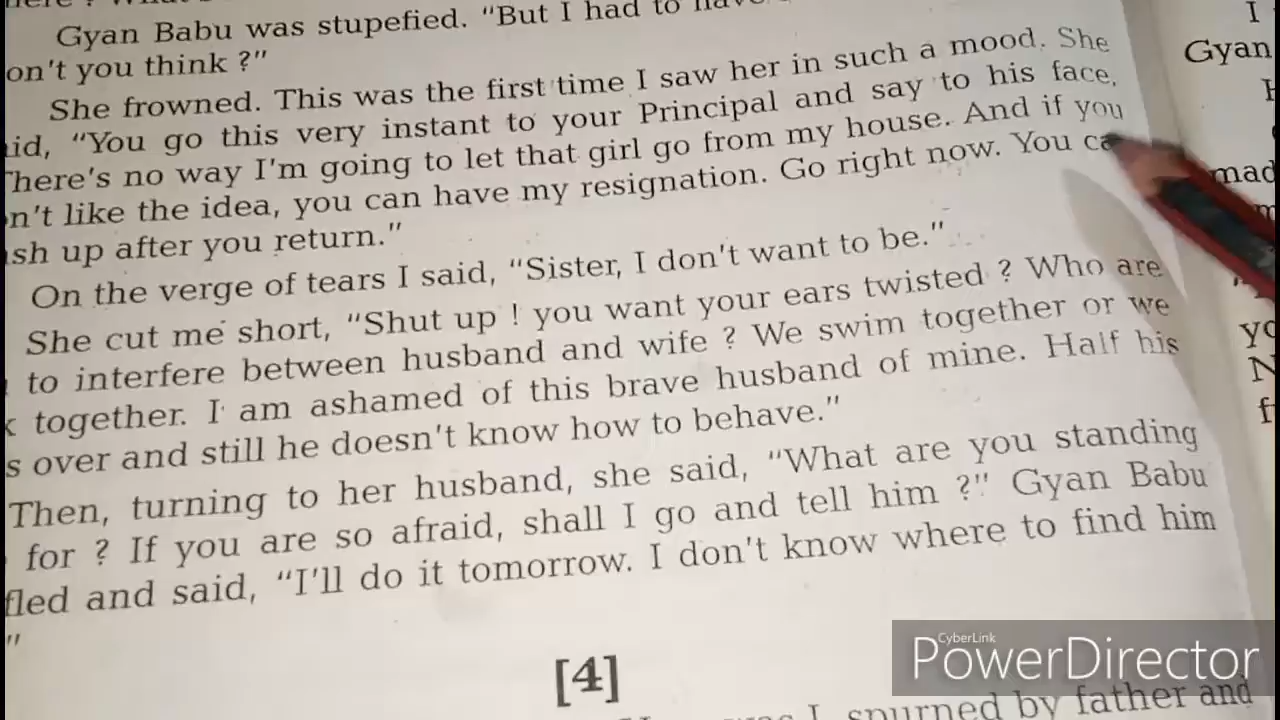 Gyan Babu was stupefied. "But I had to
on't you think ?"
She frowned. This was the first time I saw her in such a mood. She
id, "You go this very instant to your Principal and say to his face,
There's no way I'm going to let that girl go from my house. And if you
n't like the idea, you can have my resignation. Go right now. You ca
sh up after you return."
On the verge of tears I said, "Sister, I don't want to be."
She cut me short, "Shut up ! you want your ears twisted ? Who are
to interfere between husband and wife ? We swim together or we
k together. I am ashamed of this brave husband of mine. Half his
s over and still he doesn't know how to behave."
Then, turning to her husband, she said, "What are you standing
for ? If you are so afraid, shall I go and tell him ?" Gyan Babu
fled and said, "I'll do it tomorrow. I don't know where to find him
"
[4]
I spurned by father and
I
Gyan
mad
yo
N
f
CyberLink
PowerDirector